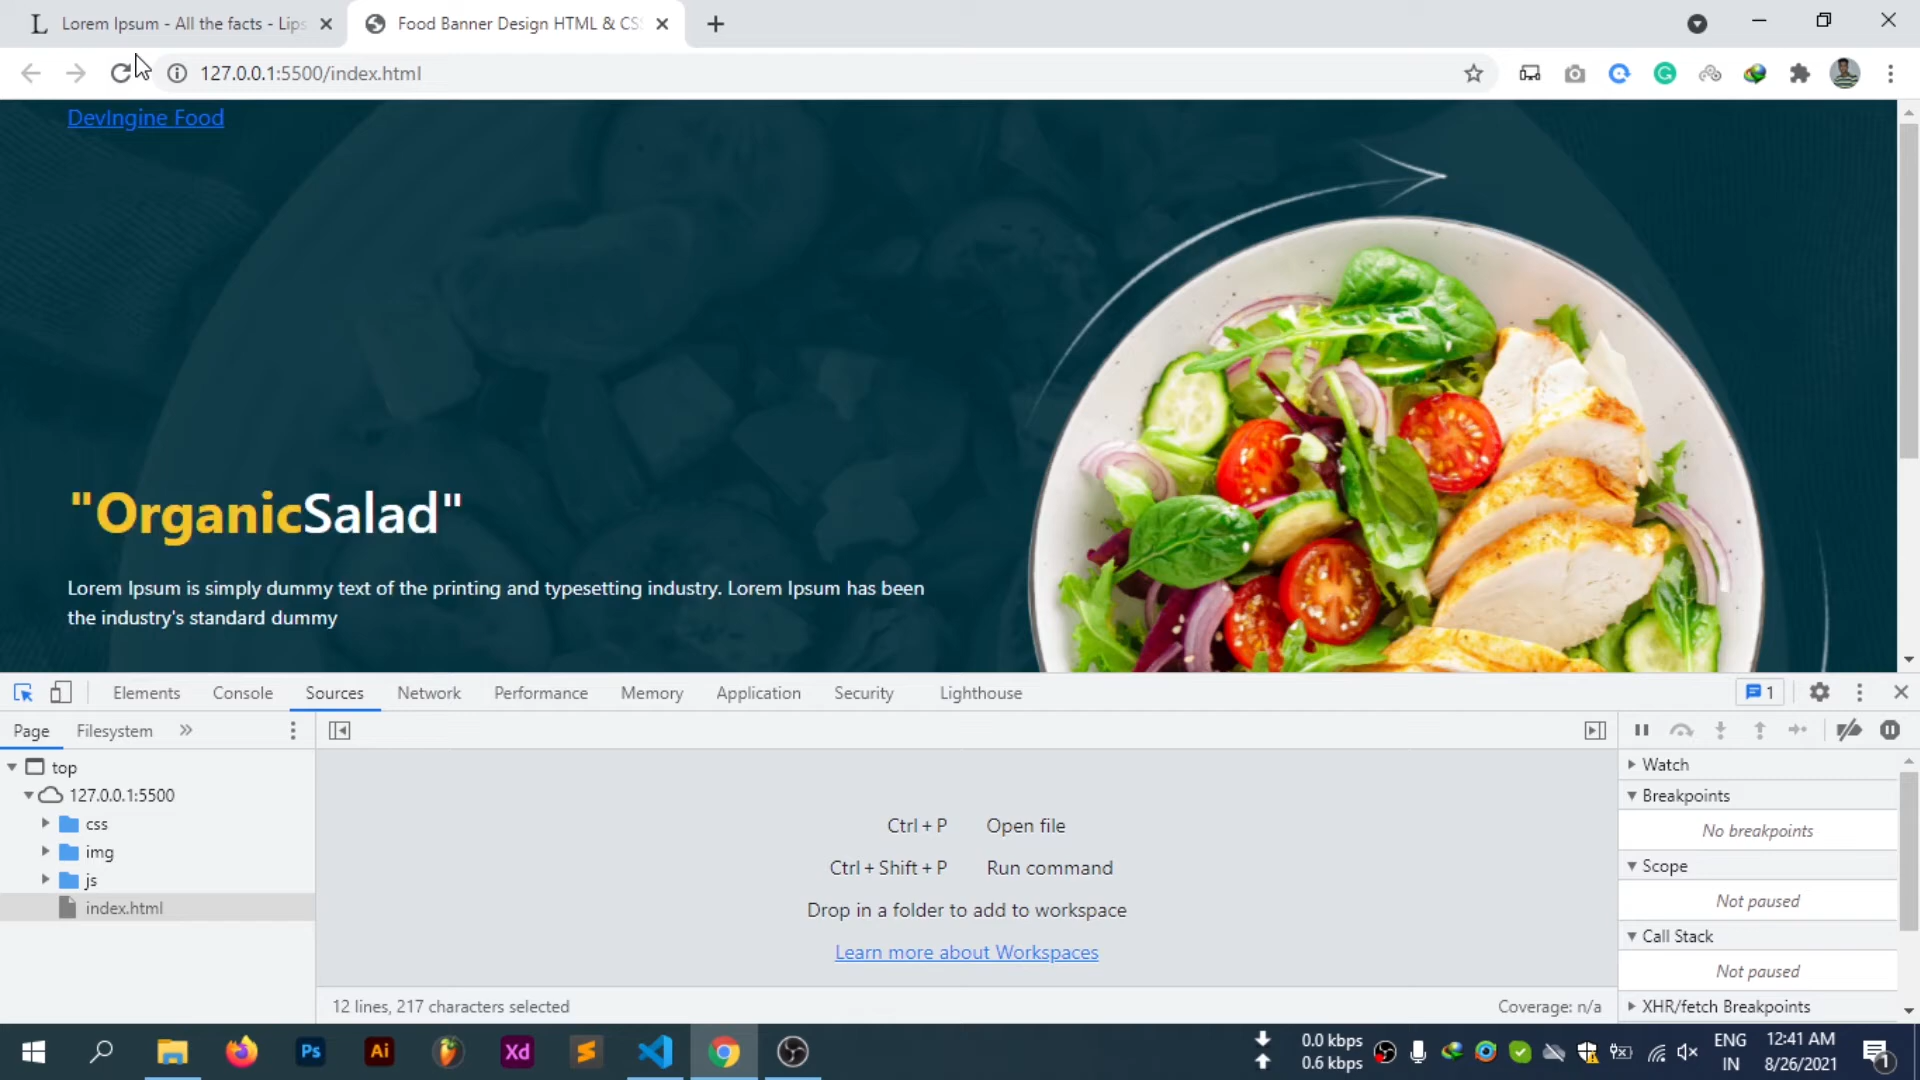 Lorem Ipsum - All the facts - Lips
Food Banner Design HTML & CS
127.0.0.1:5500/index.html
DevIngine Food
"OrganicSalad"
Lorem Ipsum is simply dummy text of the printing and typesetting industry. Lorem Ipsum has been
the industry's standard dummy
Elements Console Sources Network Performance Memory Application Security Lighthouse 1
Page Filesystem »
top
127.0.0.1:5500
css
img
js
index.html
Ctrl + P Open file
Ctrl + Shift + P Run command
Drop in a folder to add to workspace
Learn more about Workspaces
12 lines, 217 characters selected
Coverage: n/a
Watch
Breakpoints
No breakpoints
Scope
Not paused
Call Stack
Not paused
XHR/fetch Breakpoints
Ps Ai Xd
0.0 kbps
0.6 kbps
ENG
IN
12:41 AM
8/26/2021
1